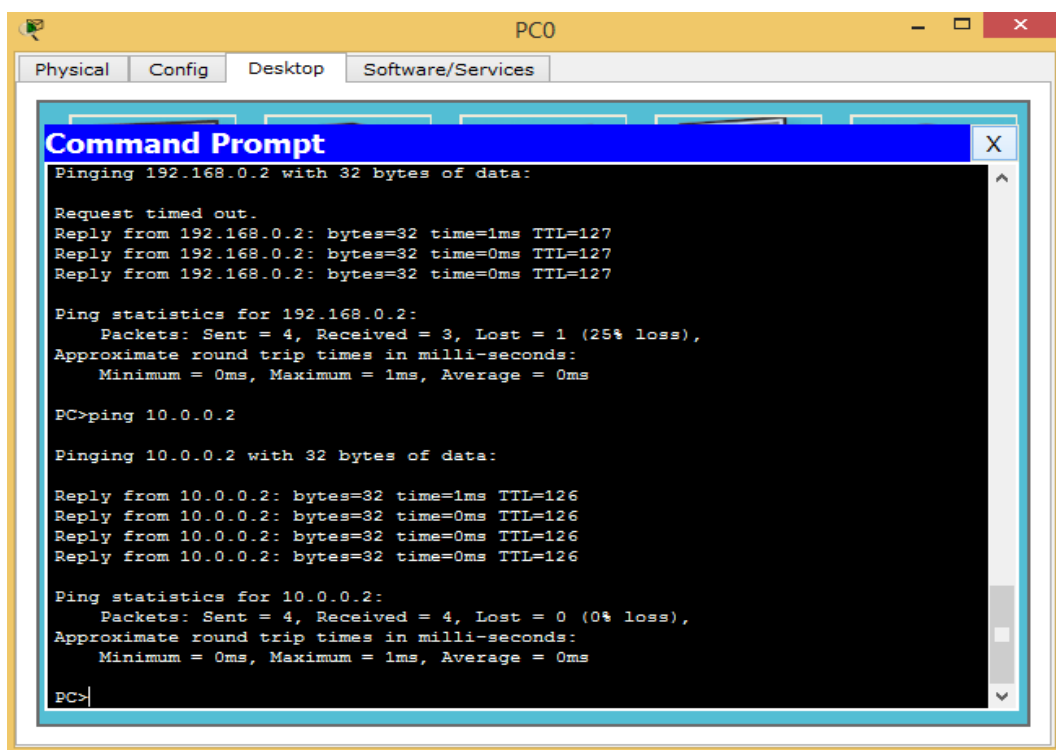 PC0
Physical Config Desktop Software/Services
Command Prompt X
Pinging 192.168.0.2 with 32 bytes of data:
Request timed out.
Reply from 192.168.0.2: bytes=32 time=1ms TTL=127
Reply from 192.168.0.2: bytes=32 time=0ms TTL=127
Reply from 192.168.0.2: bytes=32 time=0ms TTL=127
Ping statistics for 192.168.0.2:
Packets: Sent = 4, Received = 3, Lost = 1 (25% loss),
Approximate round trip times in milli-seconds:
Minimum = 0ms, Maximum = 1ms, Average = 0ms
PC>ping 10.0.0.2
Pinging 10.0.0.2 with 32 bytes of data:
Reply from 10.0.0.2: bytes=32 time=1ms TTL=126
Reply from 10.0.0.2: bytes=32 time=0ms TTL=126
Reply from 10.0.0.2: bytes=32 time=0ms TTL=126
Reply from 10.0.0.2: bytes=32 time=0ms TTL=126
Ping statistics for 10.0.0.2:
Packets: Sent = 4, Received = 4, Lost = 0 (0% loss),
Approximate round trip times in milli-seconds:
Minimum = 0ms, Maximum = 1ms, Average = 0ms
PC>